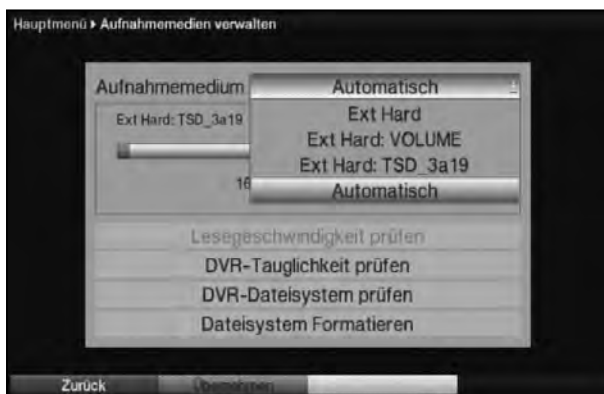 Hauptmenü ▸ Aufnahmemedien verwalten
Aufnahmemedium Automatisch
Ext Hard: TSD_3a19
Ext Hard
Ext Hard: VOLUME
Ext Hard: TSD_3a19
16
Automatisch
Lesegeschwindigkeit prüfen
DVR-Tauglichkeit prüfen
DVR-Dateisystem prüfen
Dateisystem Formatieren
Zurück Übernehmen